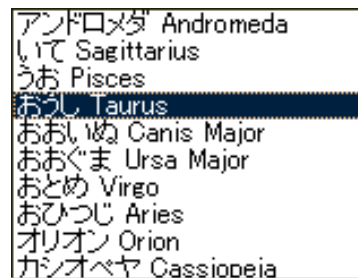 アンドロメダ Andromeda
いて Sagittarius
うお Pisces
おうし Taurus
おおいぬ Canis Major
おおぐま Ursa Major
おとめ Virgo
おひつじ Aries
オリオン Orion
カシオペヤ Cassiopeia